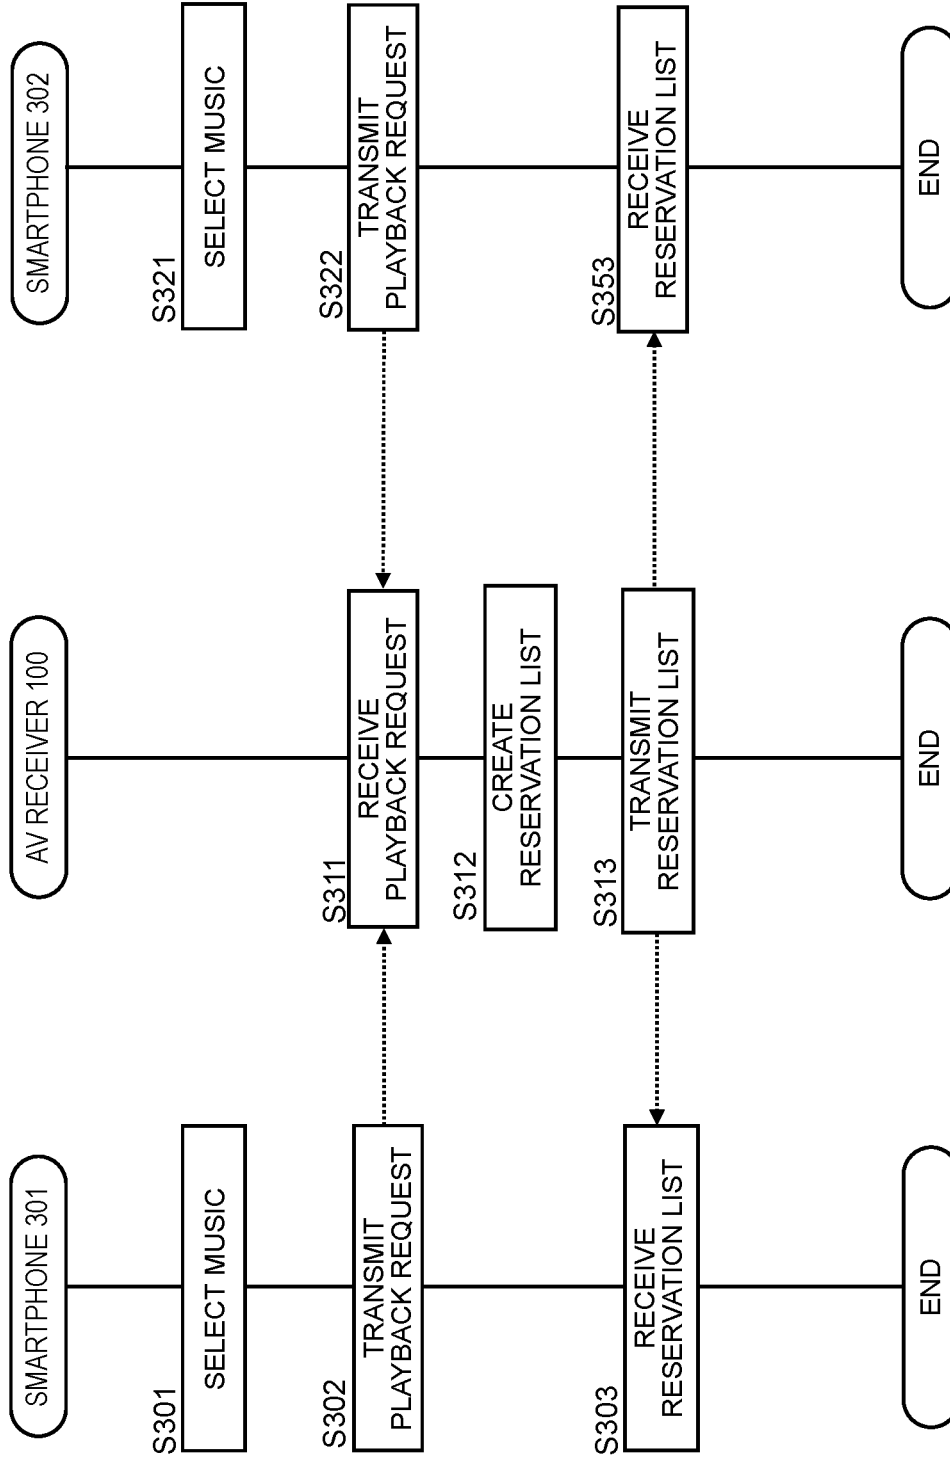 SMARTPHONE 301
S301
SELECT MUSIC
S302
TRANSMIT
PLAYBACK REQUEST
S303
RECEIVE
RESERVATION LIST
END
AV RECEIVER 100
S311
RECEIVE
PLAYBACK REQUEST
S312
CREATE
RESERVATION LIST
S313
TRANSMIT
RESERVATION LIST
END
SMARTPHONE 302
S321
SELECT MUSIC
S322
TRANSMIT
PLAYBACK REQUEST
S353
RECEIVE
RESERVATION LIST
END